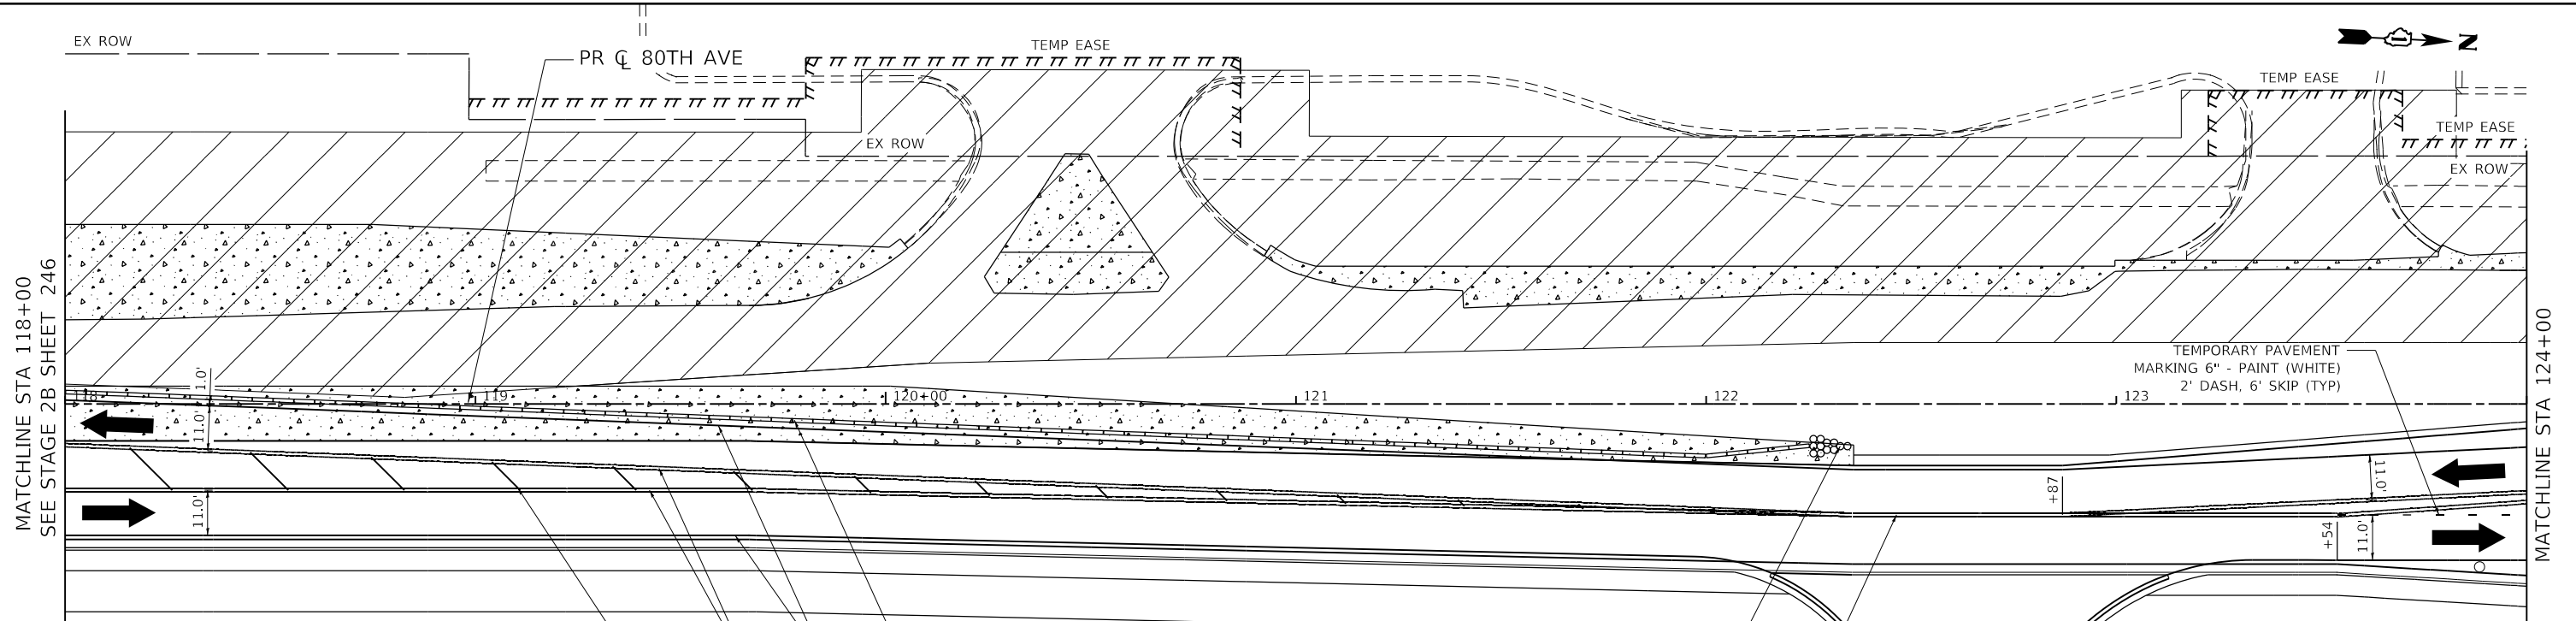 EX ROW
PR ℄ 80TH AVE
TEMP EASE
N
TEMP EASE
TEMP EASE
EX ROW
EX ROW
MATCHLINE STA 118+00
SEE STAGE 2B SHEET 246
MATCHLINE STA 124+00
TEMPORARY PAVEMENT
MARKING 6" - PAINT (WHITE)
2' DASH, 6' SKIP (TYP)
1.0'
118
119
120+00
121
122
123
11.0'
11.0'
+87
11.0'
+54
11.0'